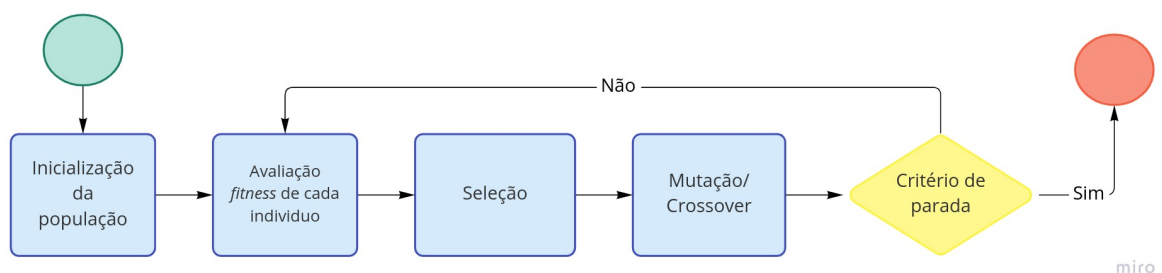 Não
Inicialização
da
população
Avaliação
fitness de cada
individuo
Seleção
Mutação/
Crossover
Critério de
parada
Sim
miro